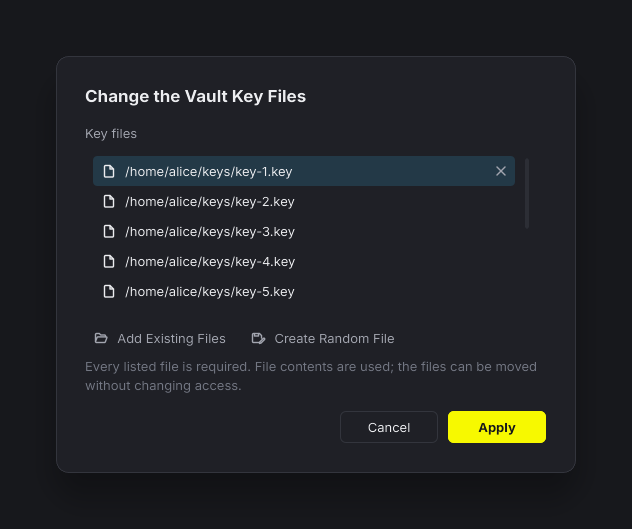 Change the Vault Key Files
Key files
/home/alice/keys/key-1.key
/home/alice/keys/key-2.key
/home/alice/keys/key-3.key
/home/alice/keys/key-4.key
/home/alice/keys/key-5.key
Add Existing Files Create Random File
Every listed file is required. File contents are used; the files can be moved
without changing access.
Cancel Apply